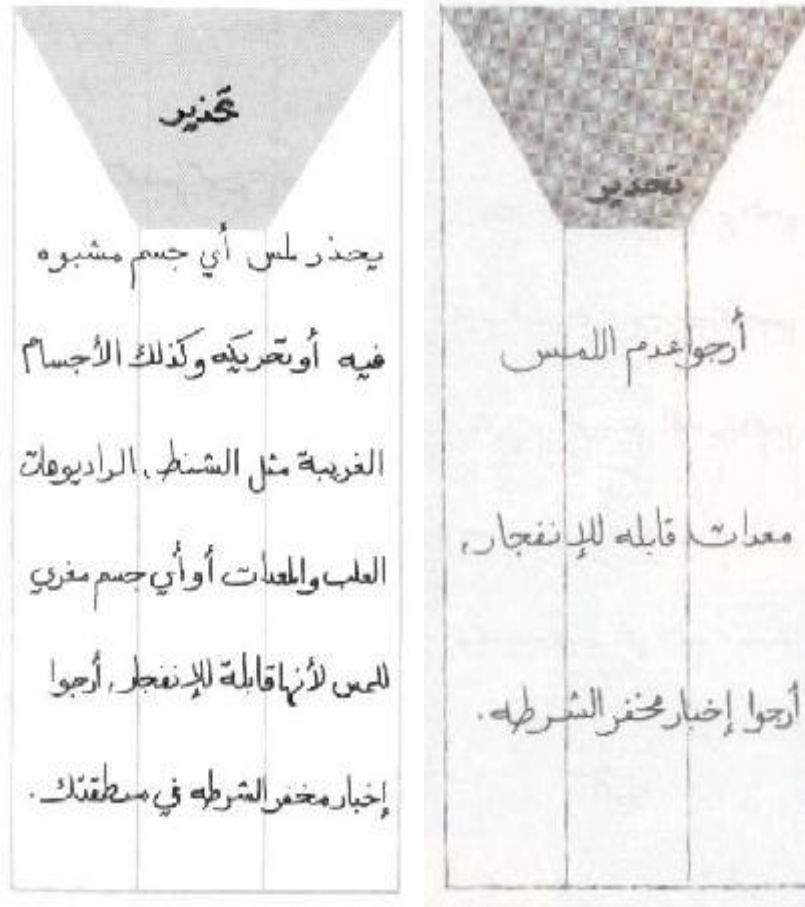 تحذير
يحذر لمس أي جسم مشبوه
فيه أو تحريكه وكذلك الأجسام
الغريبة مثل الشنط، الراديوهات
العلب والمعدات أو أي جسم مغري
للمس لأنها قابلة للإنفجار، أرجوا
إخبار مخفر الشرطه في منطقتك.
تحذير
أرجوا عدم اللمس
معدات قابله للإنفجار،
أرجوا إخبار مخفر الشرطه.